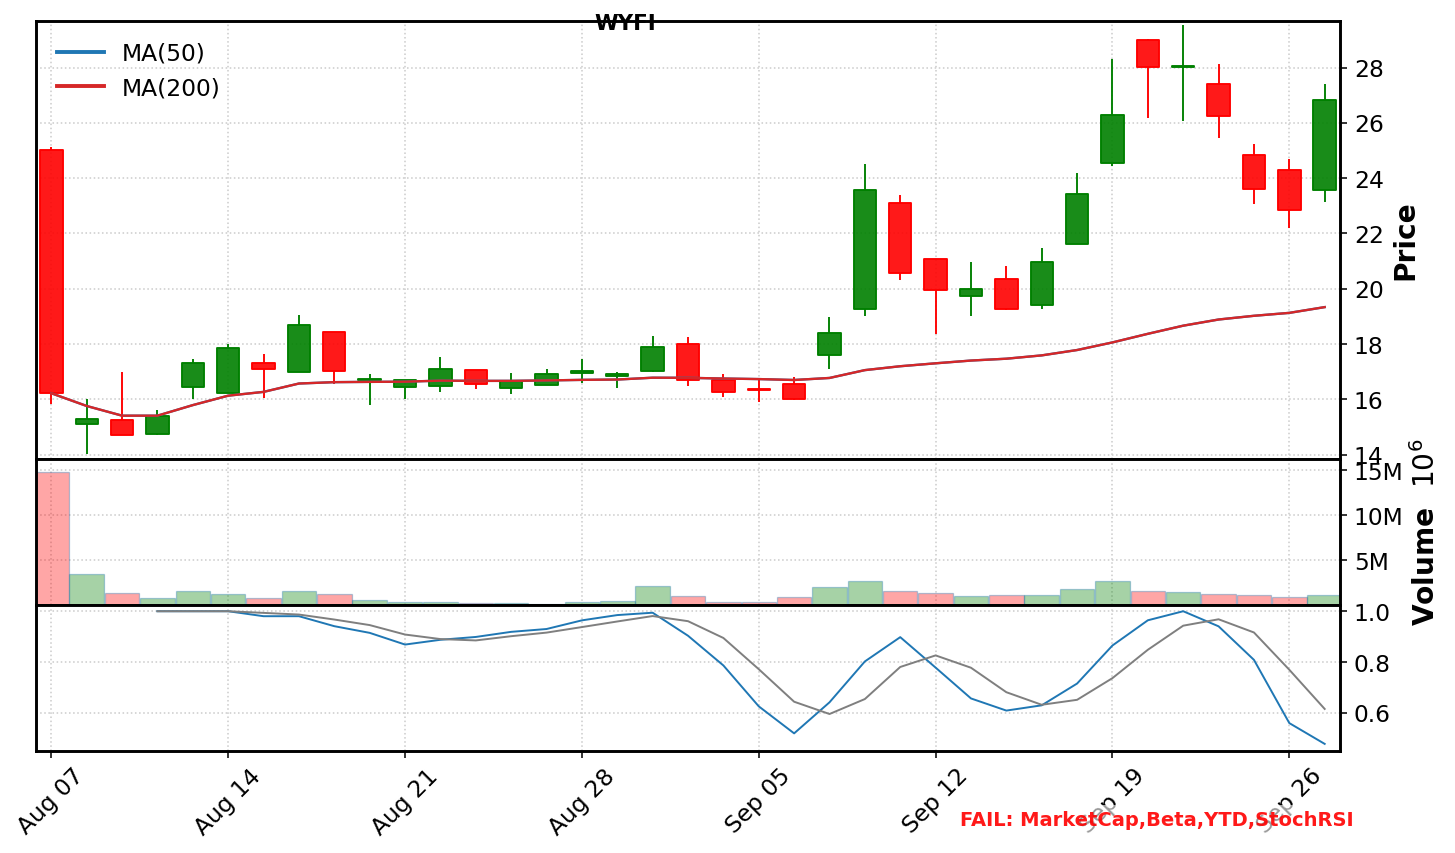 WYFI
MA(50)
MA(200)
28
26
24
22
20
18
16
14
Price
15M
10M
5M
Volume 10^6
1.0
0.8
0.6
Aug 07
Aug 14
Aug 21
Aug 28
Sep 05
Sep 12
Sep 19
Sep 26
FAIL: MarketCap,Beta,YTD,StochRSI